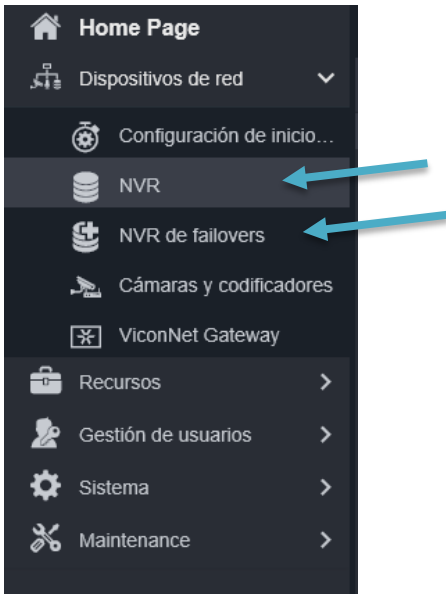 Home Page
Dispositivos de red
Configuración de inicio...
NVR
NVR de failovers
Cámaras y codificadores
ViconNet Gateway
Recursos
Gestión de usuarios
Sistema
Maintenance